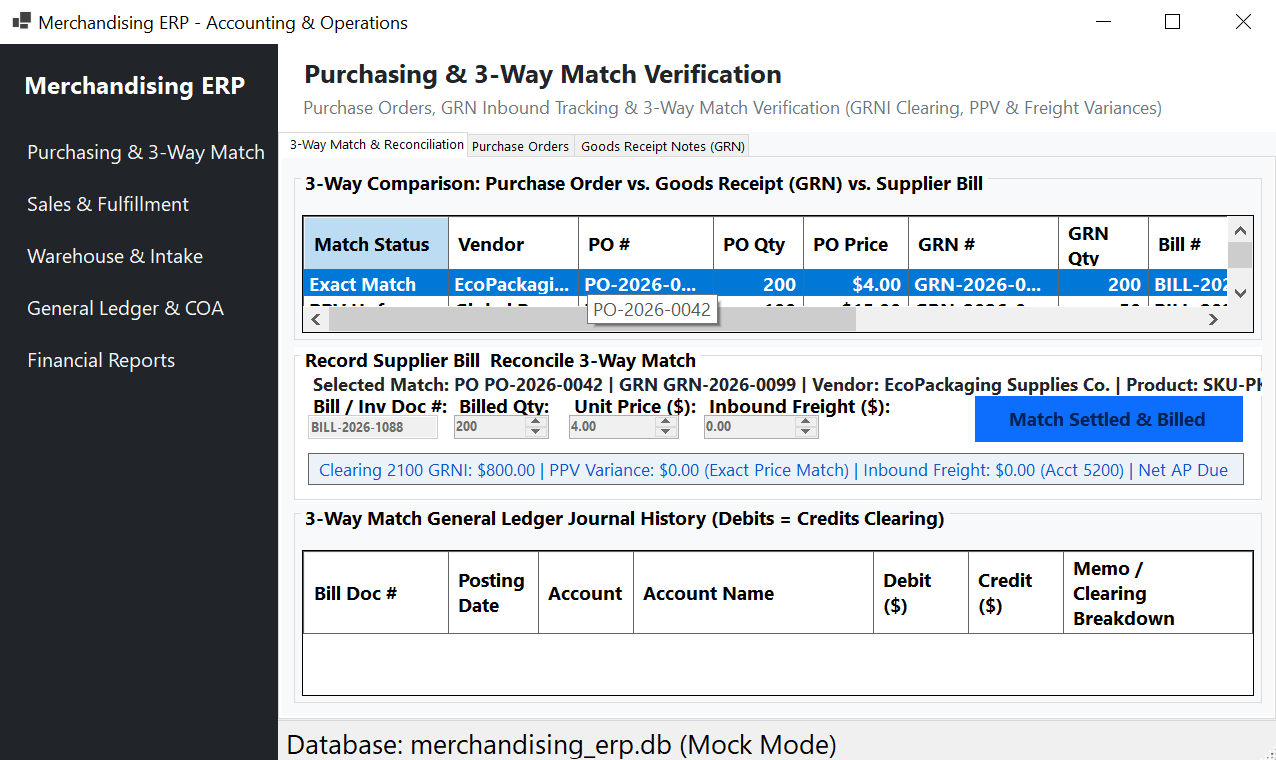 Merchandising ERP - Accounting & Operations
Merchandising ERP
Purchasing & 3-Way Match
Sales & Fulfillment
Warehouse & Intake
General Ledger & COA
Financial Reports
Purchasing & 3-Way Match Verification
Purchase Orders, GRN Inbound Tracking & 3-Way Match Verification (GRNI Clearing, PPV & Freight Variances)
3-Way Match & Reconciliation Purchase Orders Goods Receipt Notes (GRN)
3-Way Comparison: Purchase Order vs. Goods Receipt (GRN) vs. Supplier Bill
Match Status Vendor PO # PO Qty PO Price GRN # GRN Qty Bill #
Exact Match EcoPackagi... PO-2026-0... 200 $4.00 GRN-2026-0... 200 BILL-202
PO-2026-0042
Record Supplier Bill Reconcile 3-Way Match
Selected Match: PO PO-2026-0042 | GRN GRN-2026-0099 | Vendor: EcoPackaging Supplies Co. | Product: SKU-PK
Bill / Inv Doc #: Billed Qty: Unit Price ($): Inbound Freight ($):
BILL-2026-1088 200 4.00 0.00
Match Settled & Billed
Clearing 2100 GRNI: $800.00 | PPV Variance: $0.00 (Exact Price Match) | Inbound Freight: $0.00 (Acct 5200) | Net AP Due
3-Way Match General Ledger Journal History (Debits = Credits Clearing)
Bill Doc # Posting Date Account Account Name Debit ($) Credit ($) Memo / Clearing Breakdown
Database: merchandising_erp.db (Mock Mode)